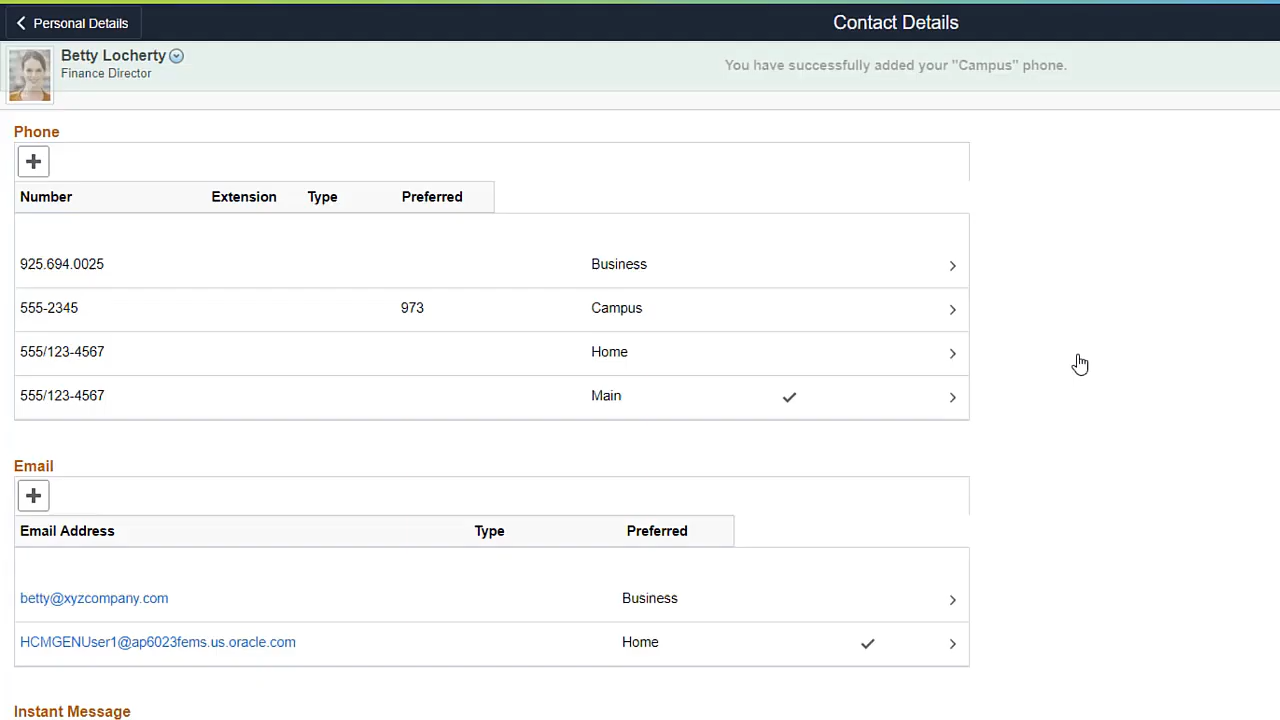 Personal Details
Contact Details
Betty Locherty
Finance Director
You have successfully added your "Campus" phone.
Phone
Number Extension Type Preferred
925.694.0025 Business
555-2345 973 Campus
555/123-4567 Home
555/123-4567 Main
Email
Email Address Type Preferred
betty@xyzcompany.com Business
HCMGENUser1@ap6023fems.us.oracle.com Home
Instant Message